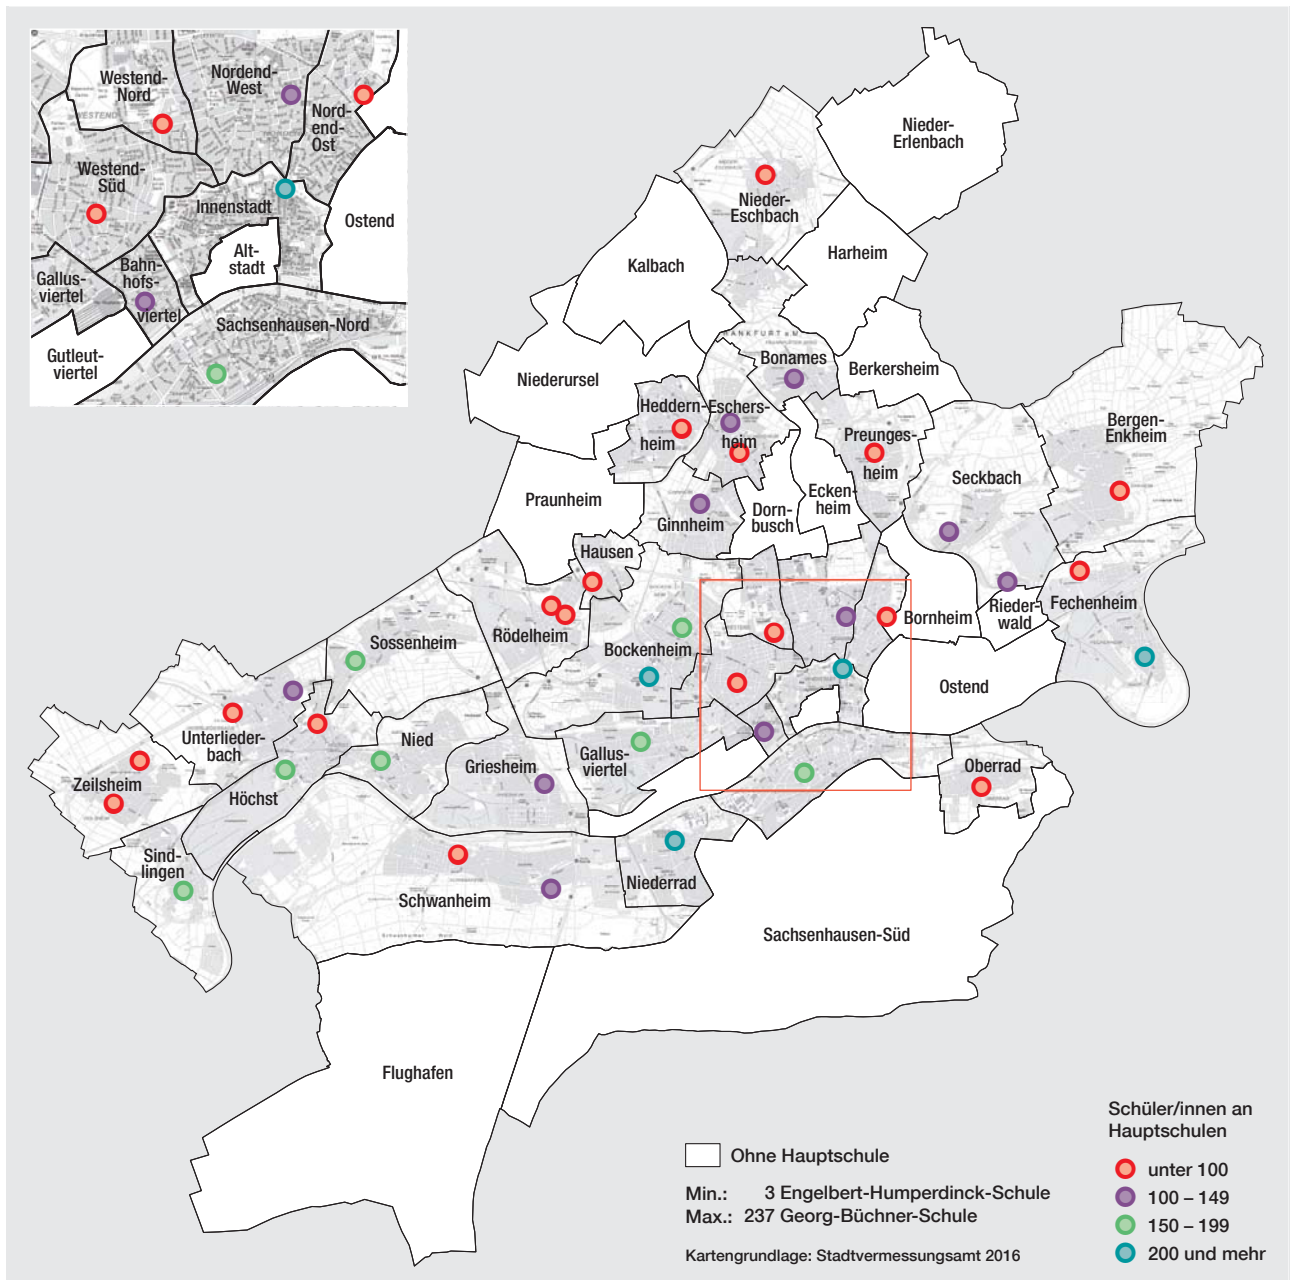 Westend-
Nord
Nordend-
West
Nord-
end-
Ost
Westend-
Süd
Innenstadt
Ostend
Alt-
stadt
Gallus-
viertel
Bahn-
hofs-
viertel
Sachsenhausen-Nord
Gutleut-
viertel
Nieder-
Erlenbach
Nieder-
Eschbach
Kalbach
Harheim
Bonames
Berkersheim
Niederursel
Heddern-
heim
Eschers-
heim
Preunges-
heim
Bergen-
Enkheim
Seckbach
Praunheim
Ginnheim
Dorn-
busch
Ecken-
heim
Hausen
Rödelheim
Bockenheim
Bornheim
Rieder-
wald
Fechenheim
Sossenheim
Ostend
Unterlieder-
bach
Nied
Griesheim
Gallus-
viertel
Zeilsheim
Höchst
Oberrad
Sind-
lingen
Schwanheim
Niederrad
Sachsenhausen-Süd
Flughafen
Schüler/innen an
Hauptschulen
unter 100
100 – 149
150 – 199
200 und mehr
Ohne Hauptschule
Min.: 3 Engelbert-Humperdinck-Schule
Max.: 237 Georg-Büchner-Schule
Kartengrundlage: Stadtvermessungsamt 2016